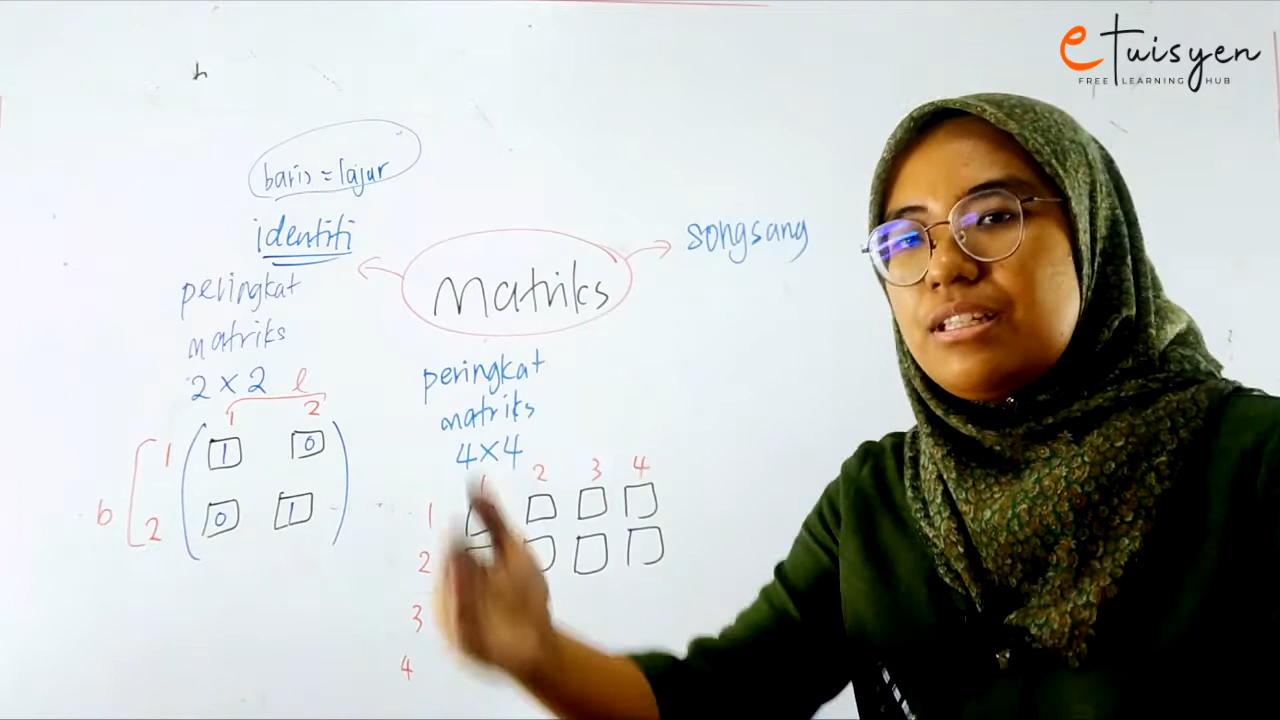 eTuisyen
FREE LEARNING HUB
h
baris = lajur
identiti
Matriks
songsang
peringkat
matriks
2 × 2
l
1 2
b
1
1 0
2
0 1
peringkat
matriks
4×4
1 2 3 4
1
2
3
4